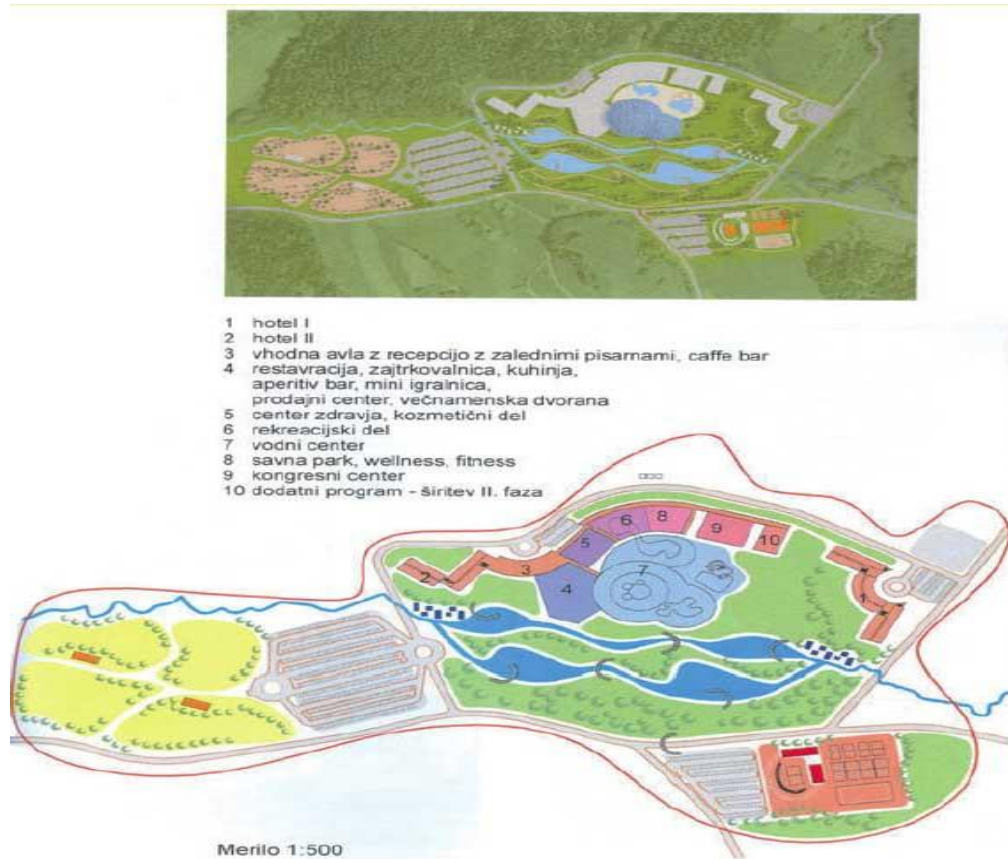 1 hotel I
2 hotel II
3 vhodna avla z recepcijo z zalednimi pisarnami, caffe bar
4 restavracija, zajtrkovalnica, kuhinja,
aperitiv bar, mini igralnica,
prodajni center, večnamenska dvorana
5 center zdravja, kozmetični del
6 rekreacijski del
7 vodni center
8 savna park, wellness, fitness
9 kongresni center
10 dodatni program - širitev II. faza
6
8
9
10
5
7
2
3
4
1
Merilo 1:500